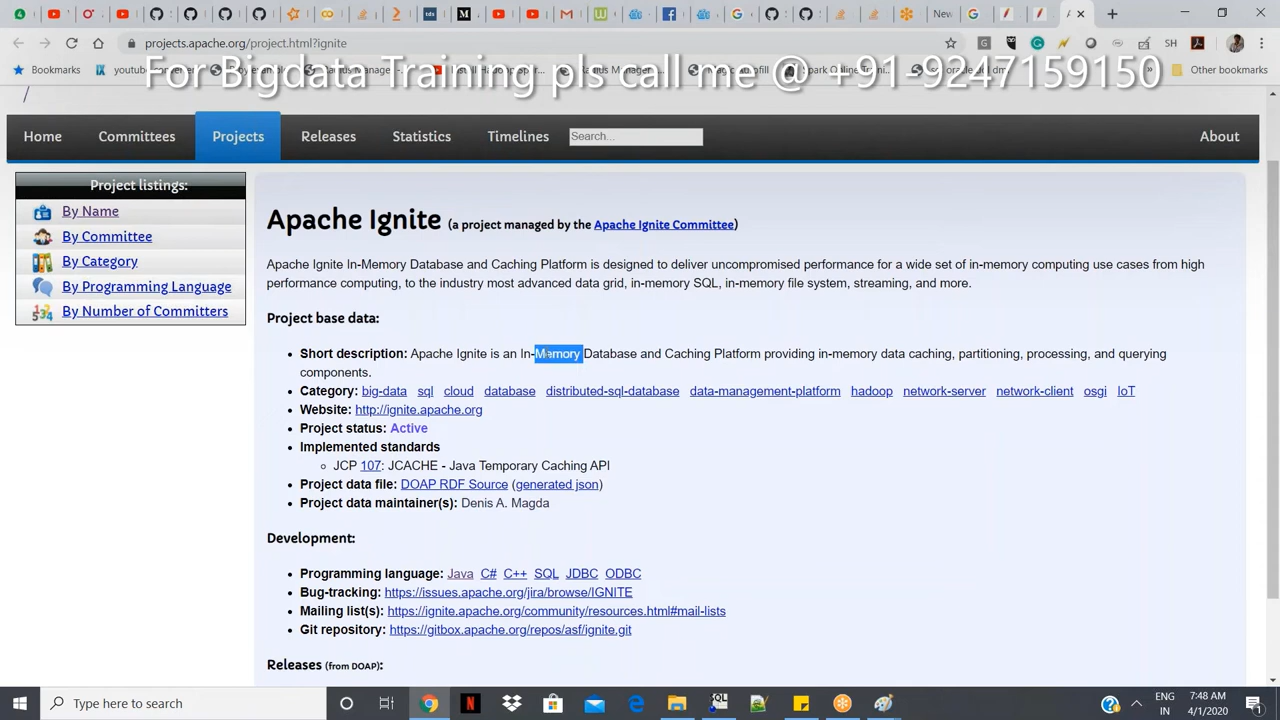 New
projects.apache.org/project.html?ignite
For Bigdata Training pls call me @ +91-9247159150
Bookmarks
Other bookmarks
/
Home Committees Projects Releases Statistics Timelines Search... About
Project listings:
By Name
By Committee
By Category
By Programming Language
By Number of Committers
Apache Ignite (a project managed by the Apache Ignite Committee)
Apache Ignite In-Memory Database and Caching Platform is designed to deliver uncompromised performance for a wide set of in-memory computing use cases from high
performance computing, to the industry most advanced data grid, in-memory SQL, in-memory file system, streaming, and more.
Project base data:
Short description: Apache Ignite is an In-Memory Database and Caching Platform providing in-memory data caching, partitioning, processing, and querying
components.
Category: big-data sql cloud database distributed-sql-database data-management-platform hadoop network-server network-client osgi IoT
Website: http://ignite.apache.org
Project status: Active
Implemented standards
JCP 107: JCACHE - Java Temporary Caching API
Project data file: DOAP RDF Source (generated json)
Project data maintainer(s): Denis A. Magda
Development:
Programming language: Java C# C++ SQL JDBC ODBC
Bug-tracking: https://issues.apache.org/jira/browse/IGNITE
Mailing list(s): https://ignite.apache.org/community/resources.html#mail-lists
Git repository: https://gitbox.apache.org/repos/asf/ignite.git
Releases (from DOAP):
Type here to search
ENG
IN
7:48 AM
4/1/2020